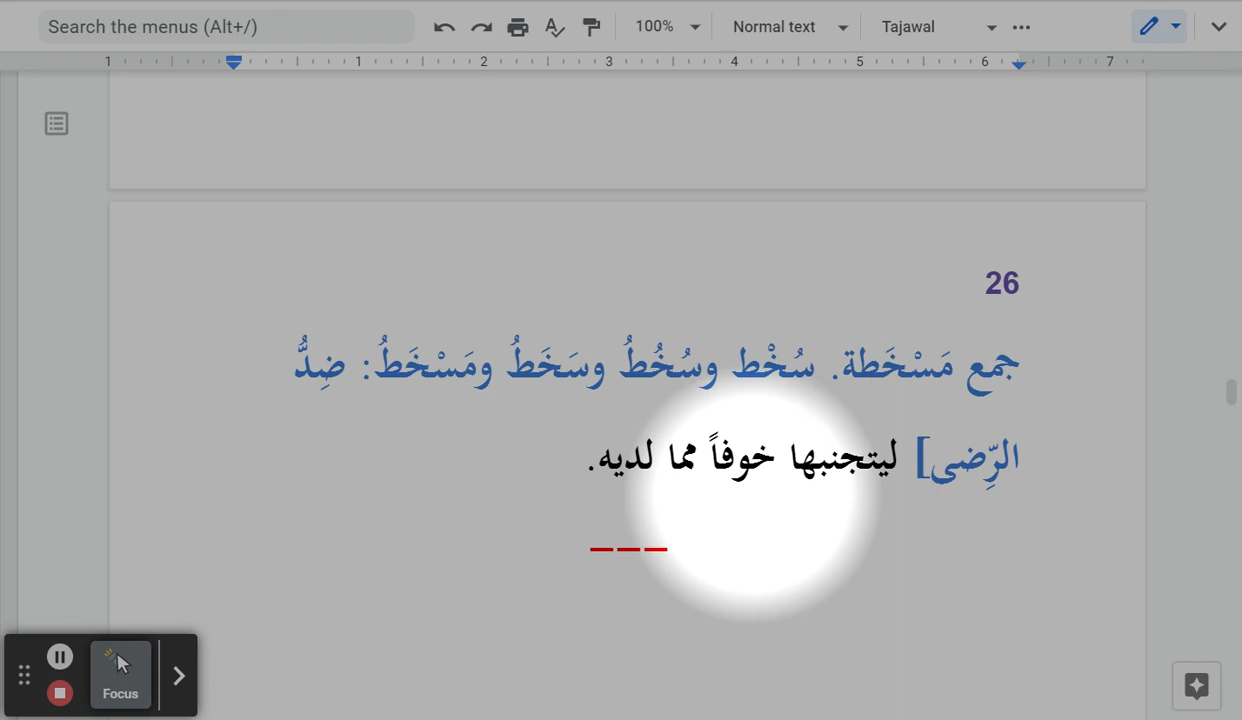 Search the menus (Alt+/)
100%
Normal text
Tajawal
1 1 2 3 4 5 6 7
26
جمع مَسْخَطة. سُخْط وسُخُطُ وسَخَطُ ومَسْخَطُ: ضِدُّ
الرِّضى] ليتجنبها خوفاً مما لديه.
ـ ـ ـ
Focus